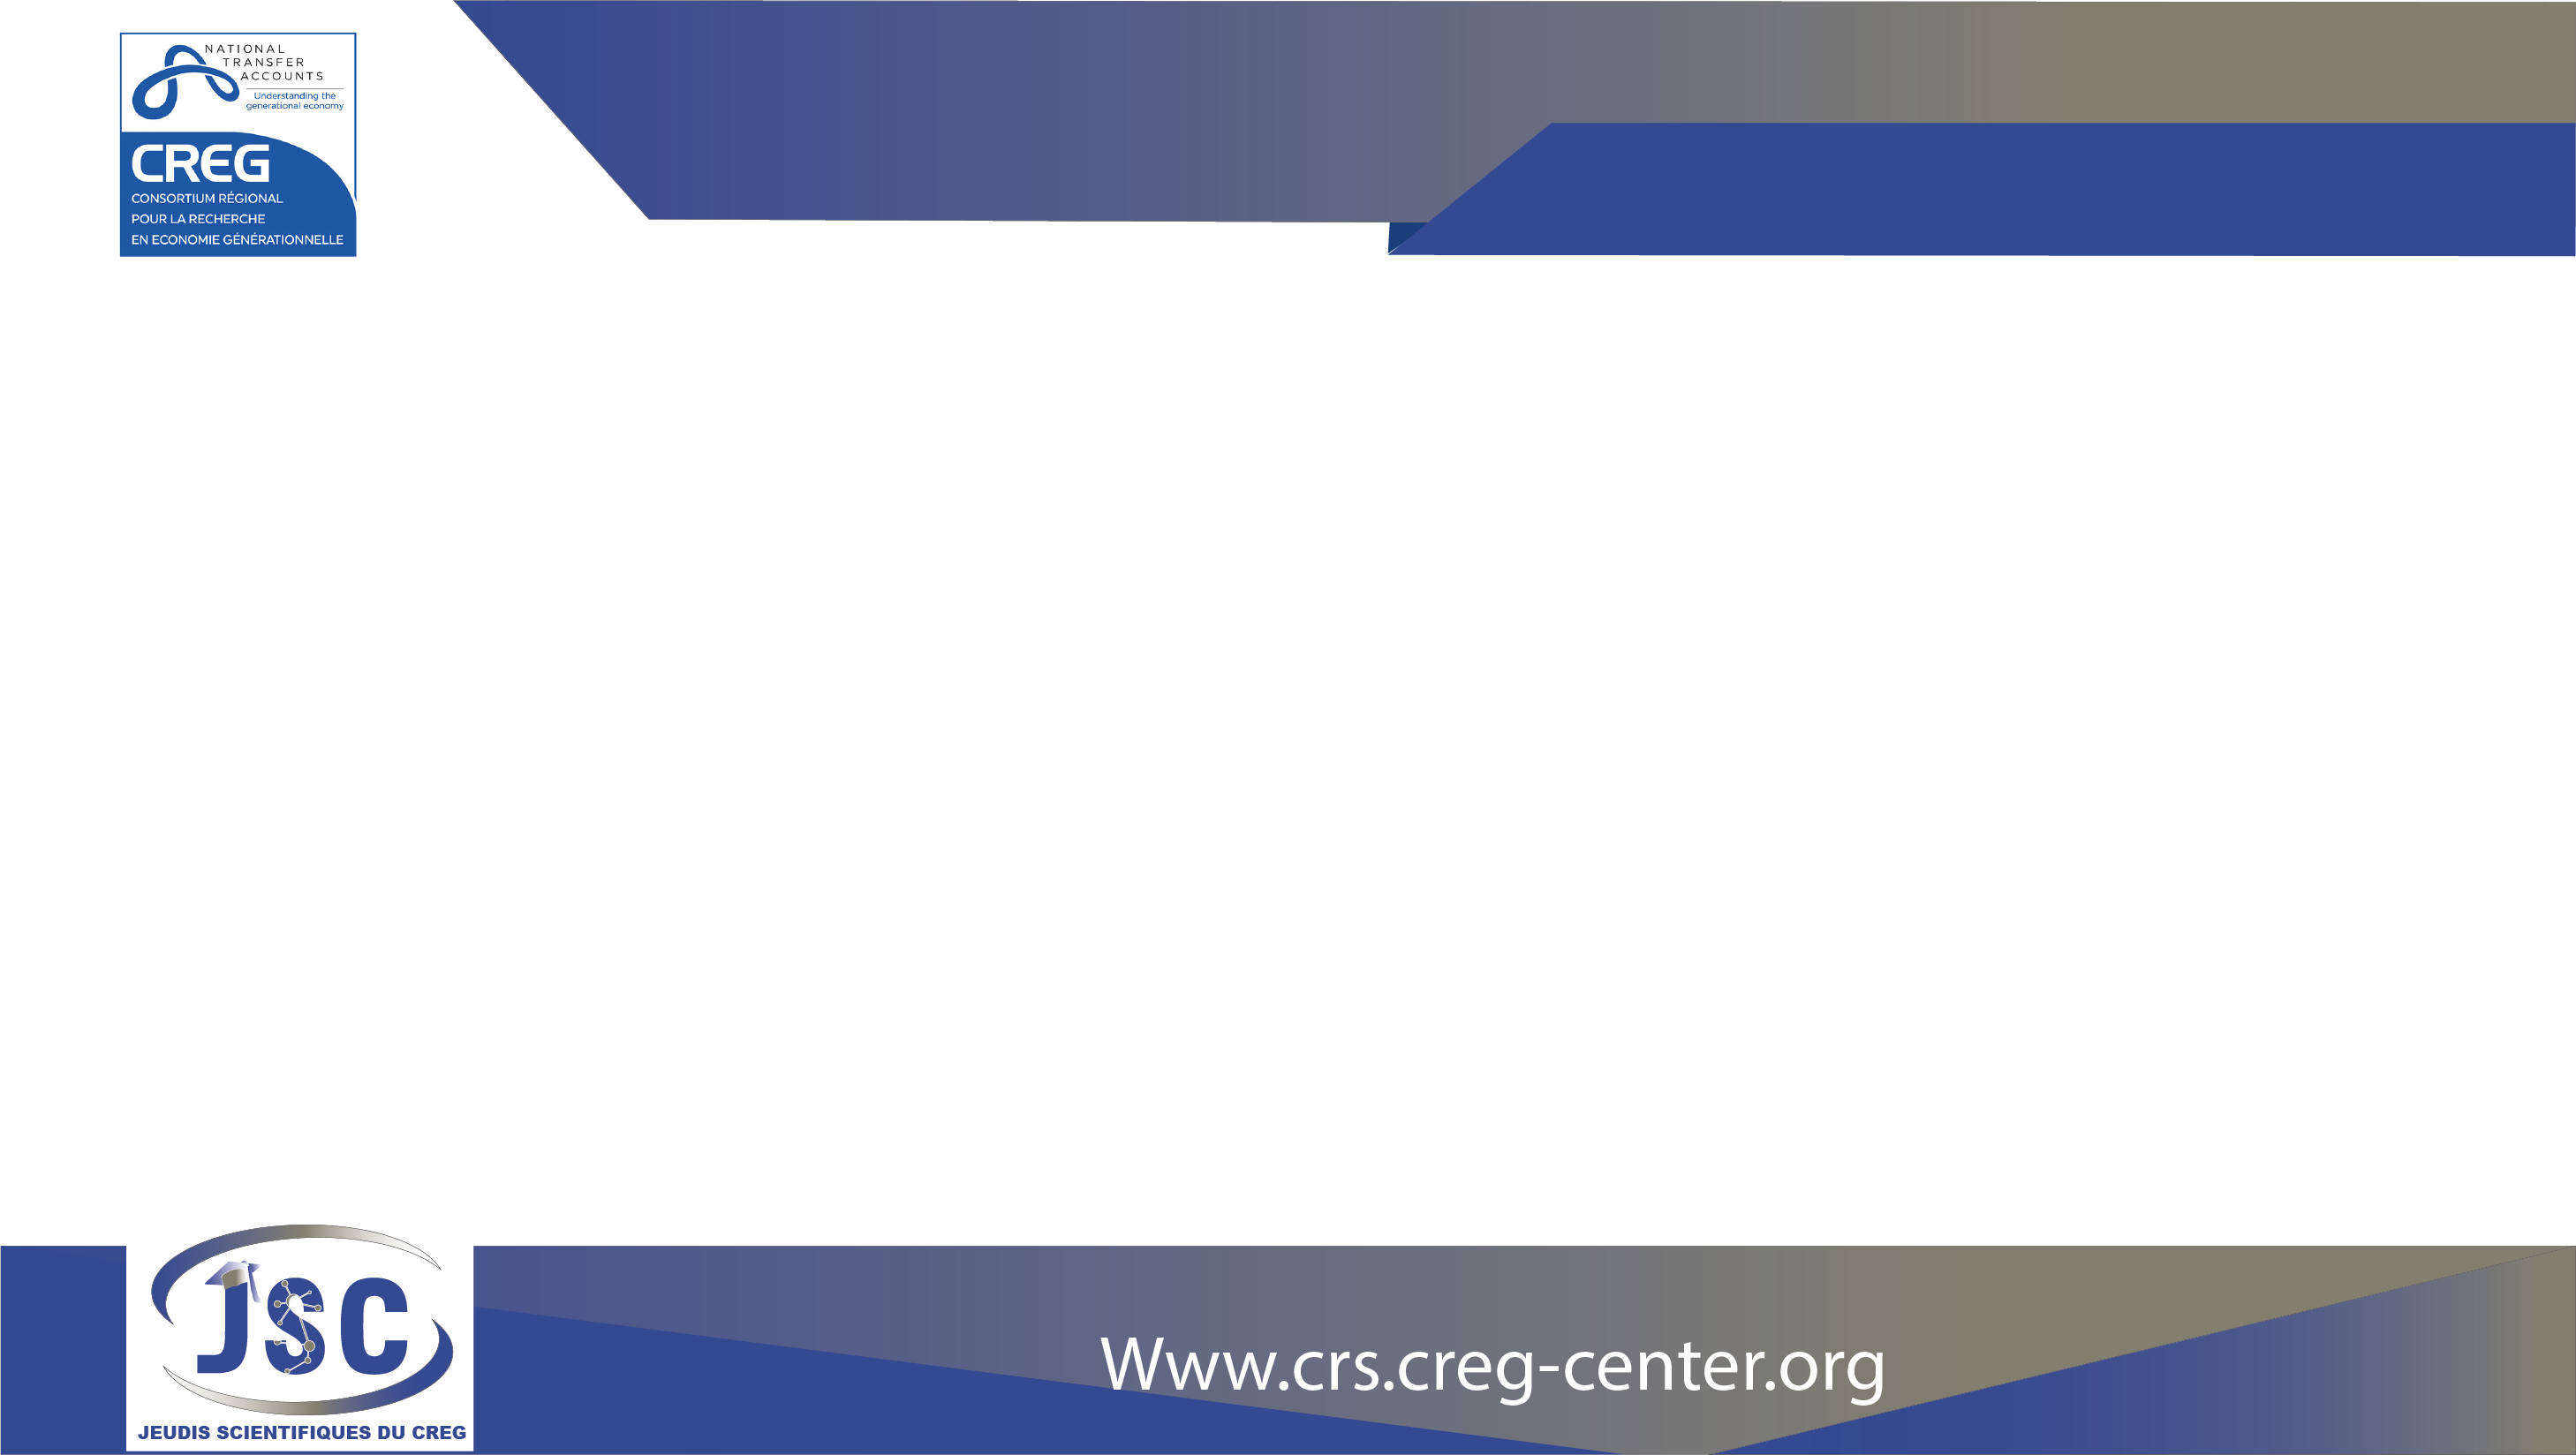 NATIONAL
TRANSFER
ACCOUNTS
Understanding the
generational economy
CREG
CONSORTIUM RÉGIONAL
POUR LA RECHERCHE
EN ECONOMIE GÉNÉRATIONNELLE
JSC
JEUDIS SCIENTIFIQUES DU CREG
Www.crs.creg-center.org